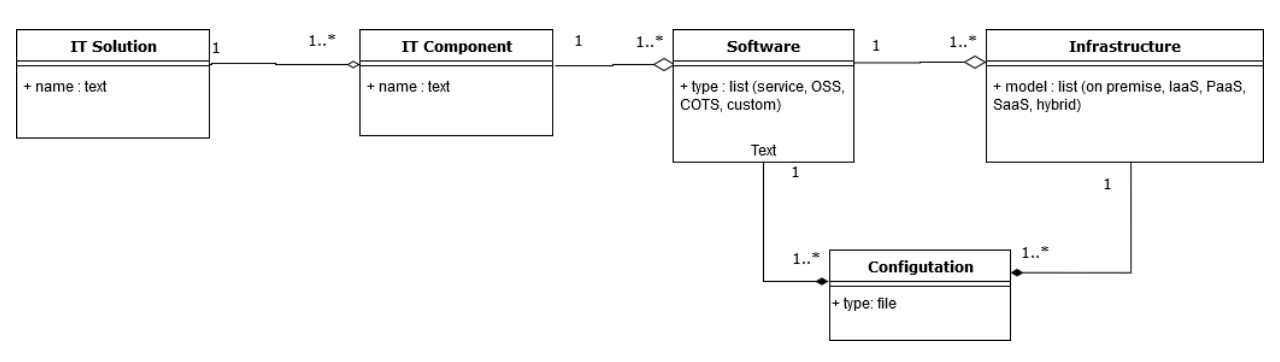 IT Solution
+ name : text
1
1..*
IT Component
+ name : text
1
1..*
Software
+ type : list (service, OSS,
COTS, custom)
Text
1
1..*
Infrastructure
+ model : list (on premise, IaaS, PaaS,
SaaS, hybrid)
1
1
1..*
1..*
Configutation
+ type: file